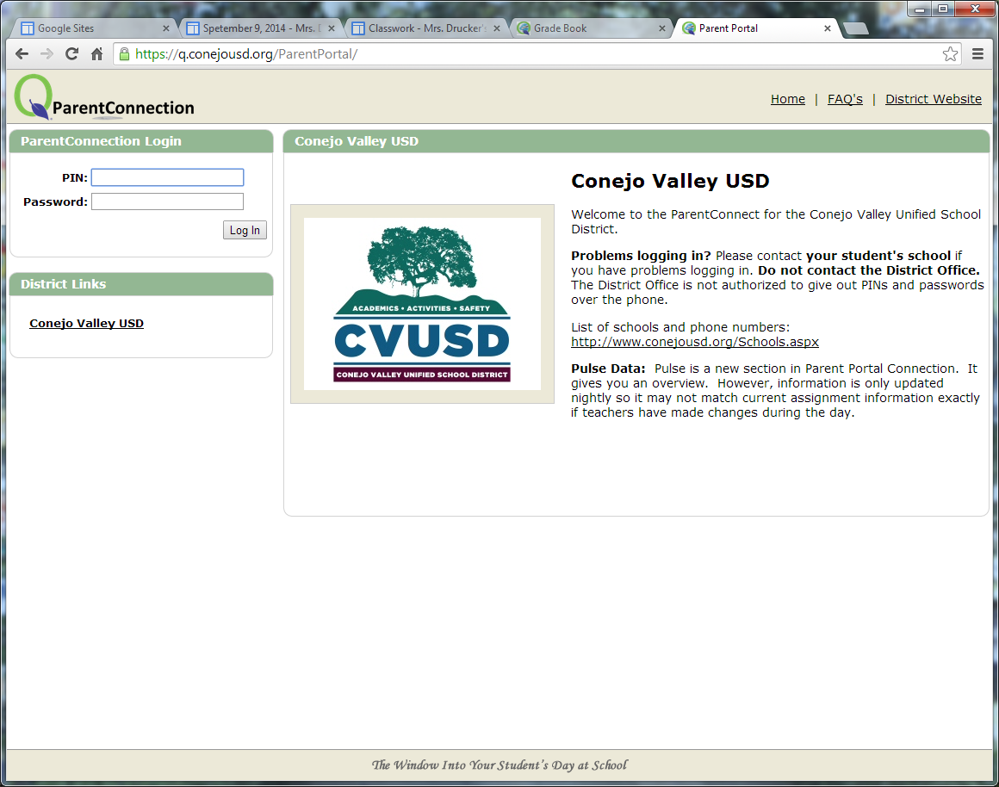 Google Sites
Spetember 9, 2014 - Mrs. D
Classwork - Mrs. Drucker's
Grade Book
Parent Portal
https://q.conejousd.org/ParentPortal/
Q ParentConnection
Home | FAQ's | District Website
ParentConnection Login
PIN:
Password:
Log In
District Links
Conejo Valley USD
Conejo Valley USD
ACADEMICS • ACTIVITIES • SAFETY
CVUSD
CONEJO VALLEY UNIFIED SCHOOL DISTRICT
Conejo Valley USD
Welcome to the ParentConnect for the Conejo Valley Unified School
District.
Problems logging in? Please contact your student's school if
you have problems logging in. Do not contact the District Office.
The District Office is not authorized to give out PINs and passwords
over the phone.
List of schools and phone numbers:
http://www.conejousd.org/Schools.aspx
Pulse Data:  Pulse is a new section in Parent Portal Connection.  It
gives you an overview.  However, information is only updated
nightly so it may not match current assignment information exactly
if teachers have made changes during the day.
The Window Into Your Student's Day at School